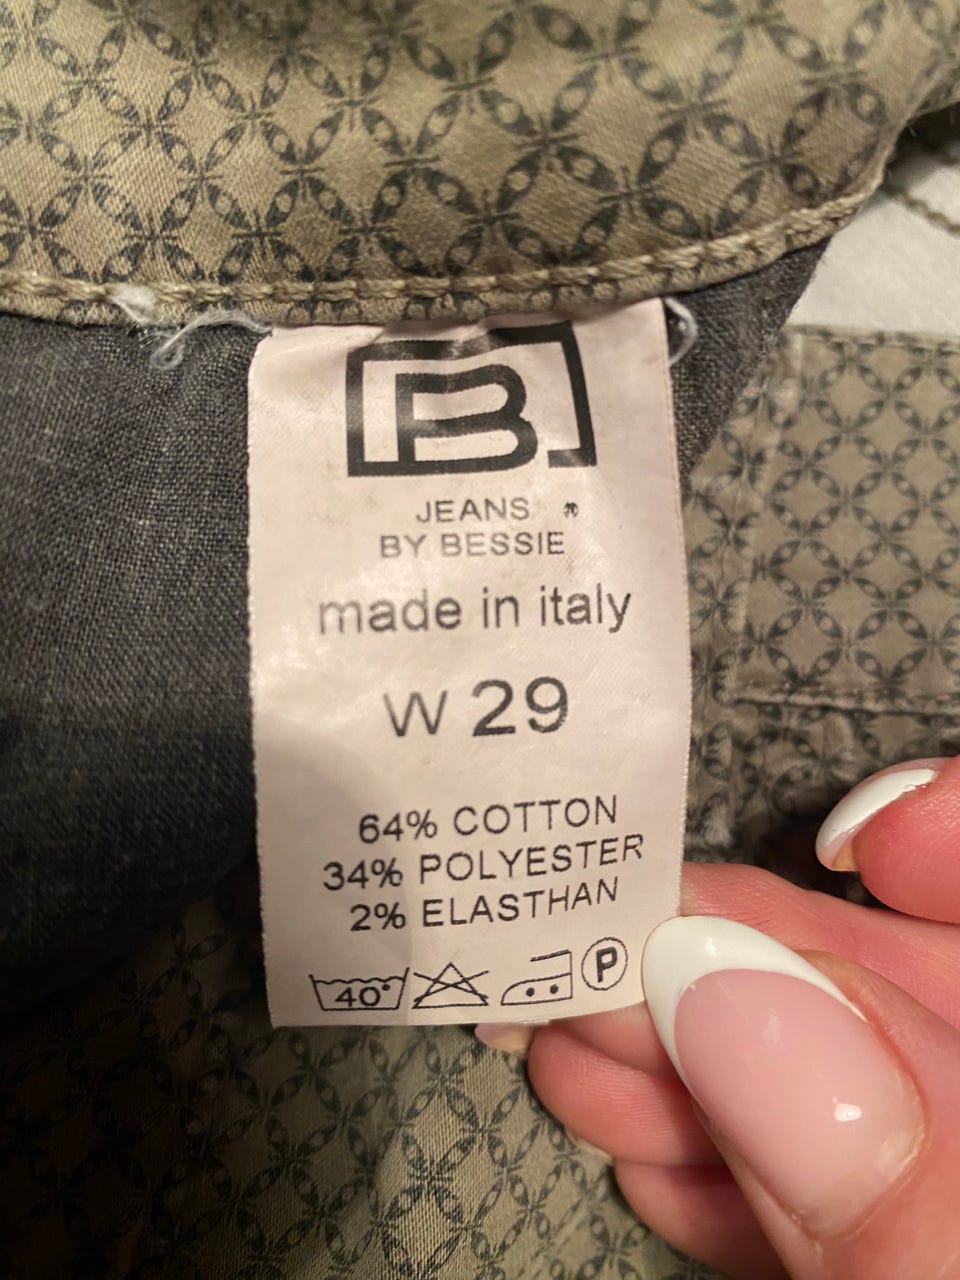 B
JEANS ®
BY BESSIE
made in italy
W 29
64% COTTON
34% POLYESTER
2% ELASTHAN
40° P